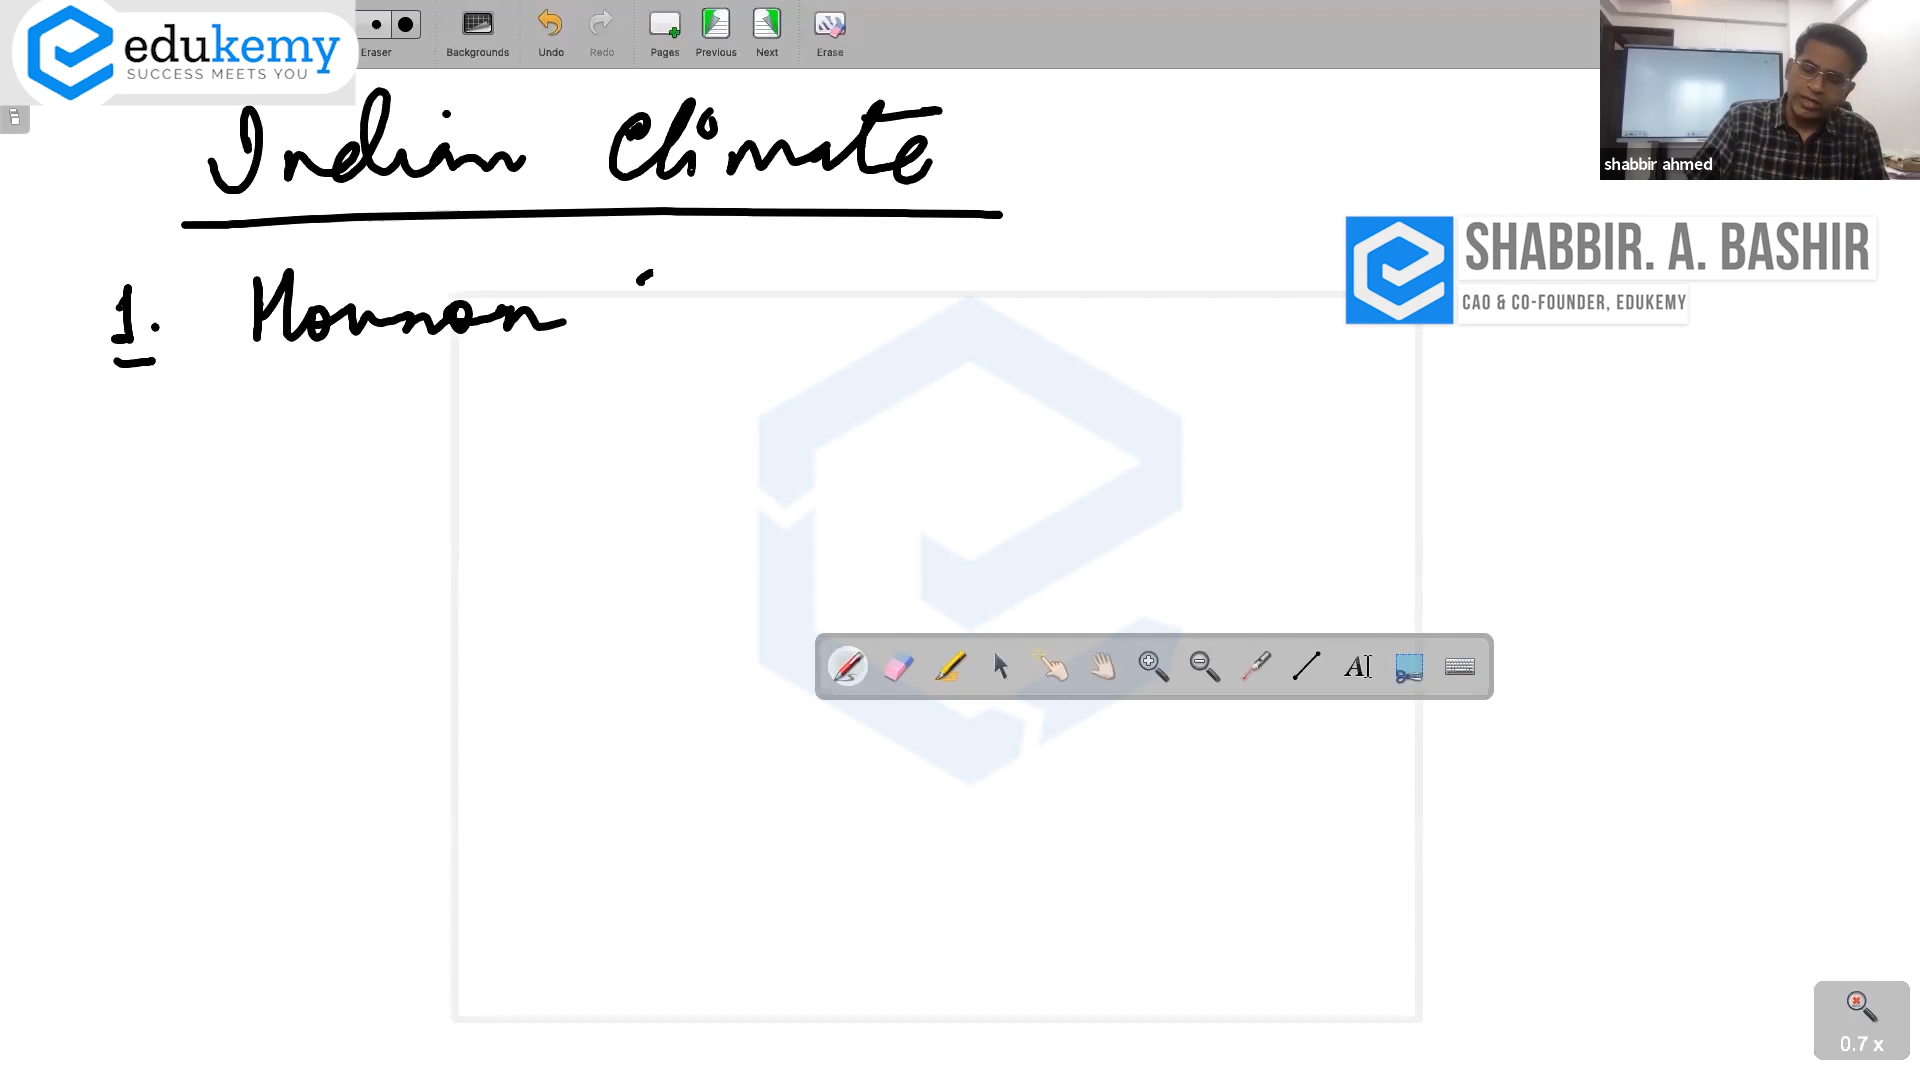 edukemy
SUCCESS MEETS YOU
Eraser
Backgrounds
Undo
Redo
Pages
Previous
Next
Erase
shabbir ahmed
Indian Climate
SHABBIR. A. BASHIR
CAO & CO-FOUNDER, EDUKEMY
1. Monsoon
AI
0.7 x